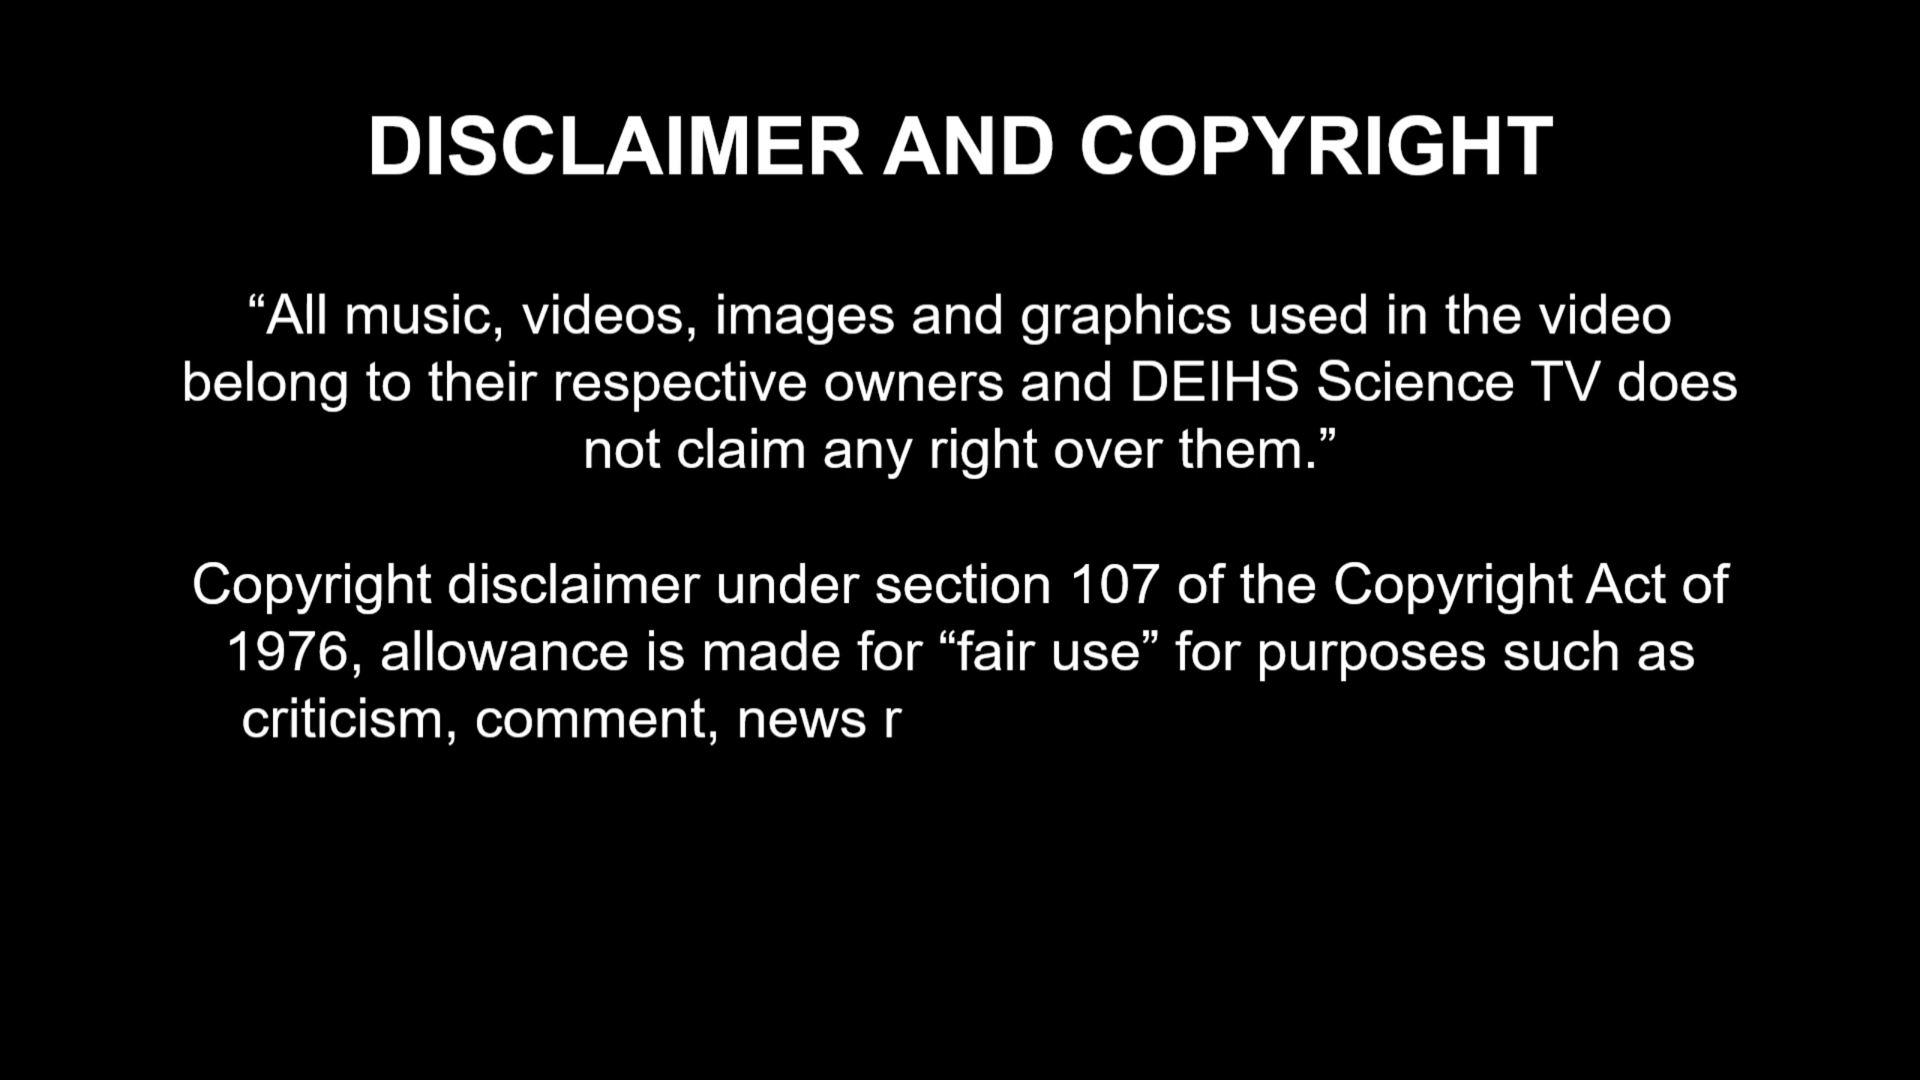 DISCLAIMER AND COPYRIGHT
“All music, videos, images and graphics used in the video
belong to their respective owners and DEIHS Science TV does
not claim any right over them.”
Copyright disclaimer under section 107 of the Copyright Act of
1976, allowance is made for “fair use” for purposes such as
criticism, comment, news r